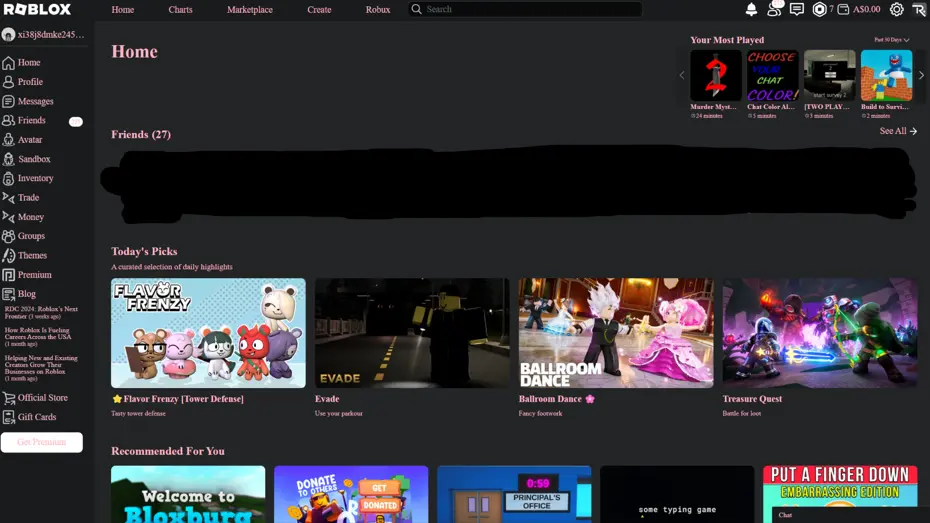 ROBLOX
Home
Charts
Marketplace
Create
Robux
Search
7
A$0.00
xi38j8dmke245...
Home
Profile
Messages
Friends
Avatar
Sandbox
Inventory
Trade
Money
Groups
Themes
Premium
Blog
RDC 2024: Roblox's Next
Frontier (3 weeks ago)
How Roblox Is Fueling
Careers Across the USA
(1 month ago)
Helping New and Existing
Creators Grow Their
Businesses on Roblox
(1 month ago)
Official Store
Gift Cards
Get Premium
Home
Your Most Played
Past 30 Days
CHOOSE
YOUR
CHAT
COLOR!
start survey 2
Murder Myst...
24 minutes
Chat Color Al...
5 minutes
[TWO PLAY...
3 minutes
Build to Survi...
2 minutes
Friends (27)
See All
Today's Picks
A curated selection of daily highlights
FLAVOR
FRENZY
EVADE
BALLROOM
DANCE
Flavor Frenzy [Tower Defense]
Tasty tower defense
Evade
Use your parkour
Ballroom Dance
Fancy footwork
Treasure Quest
Battle for loot
Recommended For You
Welcome to
Bloxburg
DONATE
TO OTHERS
OR
GET
DONATED
0:59
PRINCIPAL'S
OFFICE
some typing game
PUT A FINGER DOWN
EMBARRASSING EDITION
Chat